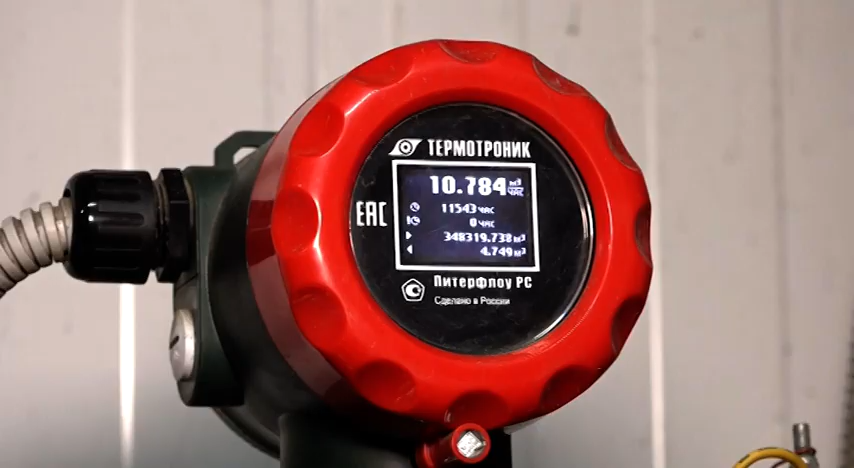 ТЕРМОТРОНИК
10.784 м³/час
EAC
11543 час
0 час
348319.738 м³
4.749 м³
Питерфлоу РС
Сделано в России